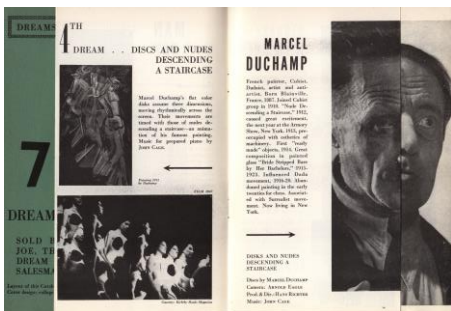 DREAMS
7
DREAM
SOLD B
JOE, TH
DREAM
SALESMA
4TH
DREAM . . DISCS AND NUDES
DESCENDING
A STAIRCASE
Marcel Duchamp's flat color
disks assume three dimensions,
moving rhythmically across the
screen. Their movements are
timed with those of nudes de-
scending a staircase—an anima-
tion of his famous painting.
Music for prepared piano by
JOHN CAGE.
MARCEL
DUCHAMP
French painter, Cubist,
Dadaist, artist and anti-
artist. Born Blainville,
France, 1887. Joined Cubist
group in 1910. "Nude De-
scending a Staircase," 1912,
caused great excitement,
the next year at the Armory
Show, New York. 1913, pre-
occupied with esthetics of
machinery. First "ready
made" objects, 1914. Great
composition in painted
glass "Bride Stripped Bare
by Her Bachelors," 1915-
1923. Influenced Dada
movement, 1916-20. Aban-
doned painting in the early
twenties for chess. Associat-
ed with Surrealist move-
ment. Now living in New
York.
DISKS AND NUDES
DESCENDING A
STAIRCASE
Discs by MARCEL DUCHAMP
Camera: ARNOLD EAGLE
Prod & Dir—HANS RICHTER
Music: JOHN CAGE